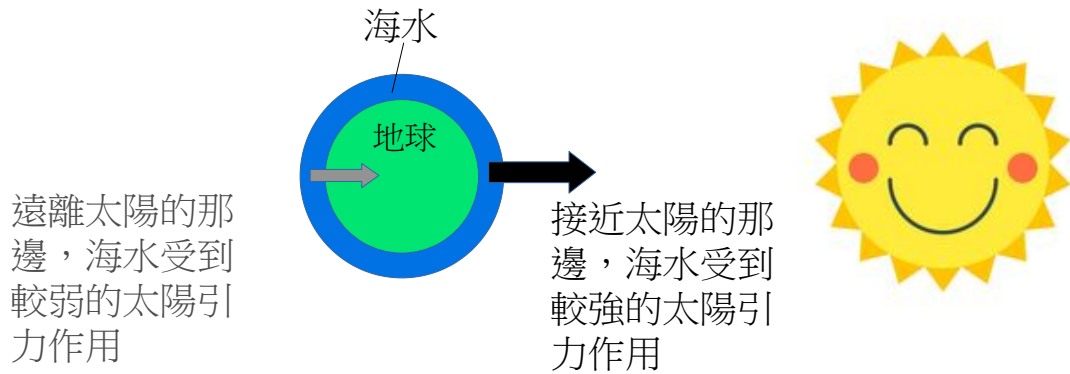 海水
地球
遠離太陽的那
邊，海水受到
較弱的太陽引
力作用
接近太陽的那
邊，海水受到
較強的太陽引
力作用